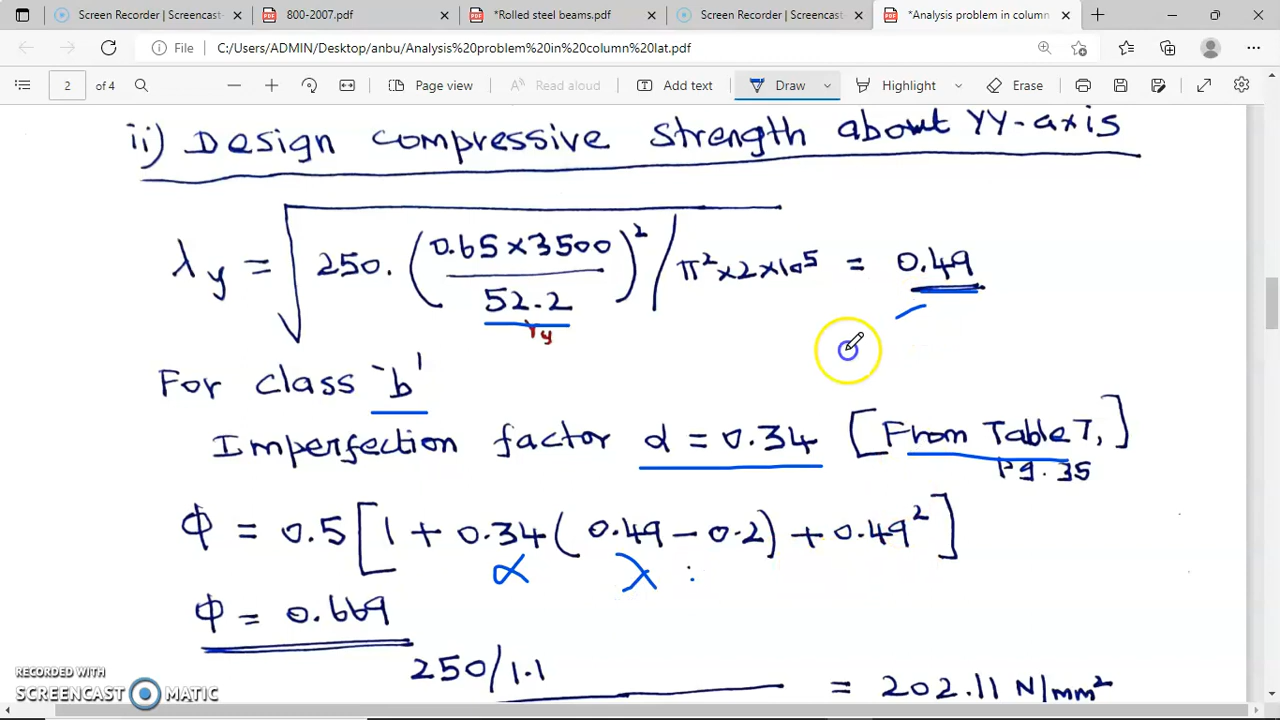 Screen Recorder | Screencast-
800-2007.pdf
*Rolled steel beams.pdf
Screen Recorder | Screencast-
*Analysis problem in column
File
C:/Users/ADMIN/Desktop/anbu/Analysis%20problem%20in%20column%20lat.pdf
2 of 4
Page view
Read aloud
Add text
Draw
Highlight
Erase
ii) Design compressive strength about YY-axis
λy = √250.(0.65×3500/52.2)²/π²×2×10⁵ = 0.49
ry
For class `b'
Imperfection factor α = 0.34 [From Table 7,]
Pg. 35
Φ = 0.5[1 + 0.34(0.49 - 0.2) + 0.49²]
α λ :
Φ = 0.669
250/1.1
= 202.11 N/mm²
RECORDED WITH
SCREENCAST MATIC